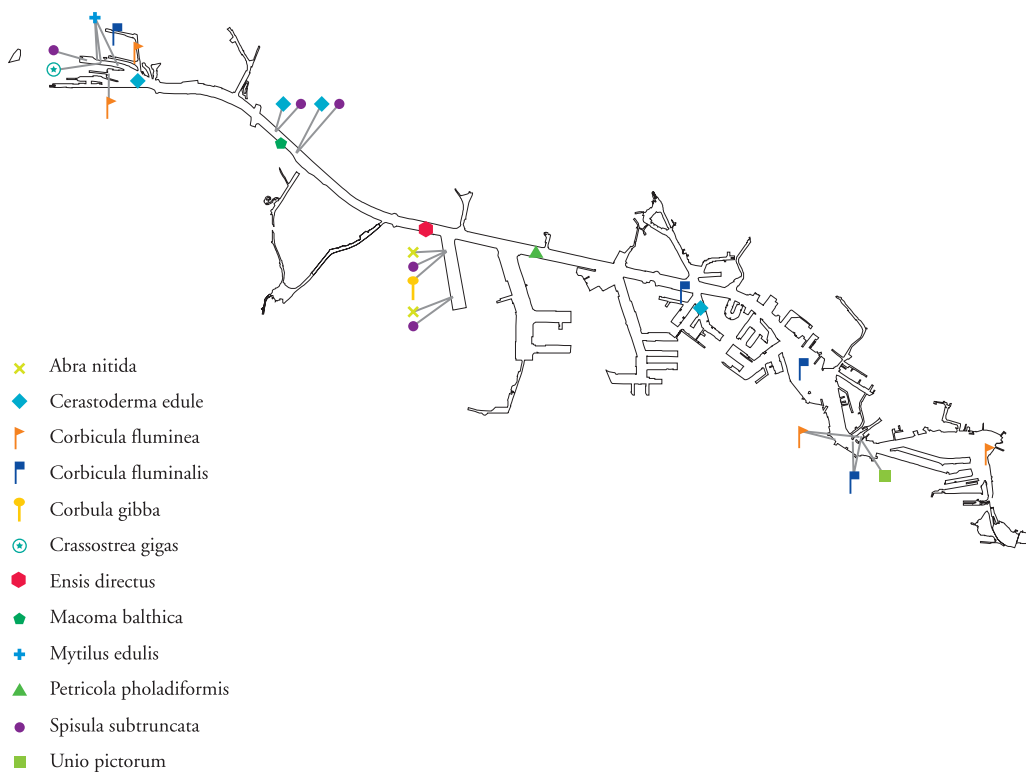 Abra nitida
Cerastoderma edule
Corbicula fluminea
Corbicula fluminalis
Corbula gibba
Crassostrea gigas
Ensis directus
Macoma balthica
Mytilus edulis
Petricola pholadiformis
Spisula subtruncata
Unio pictorum